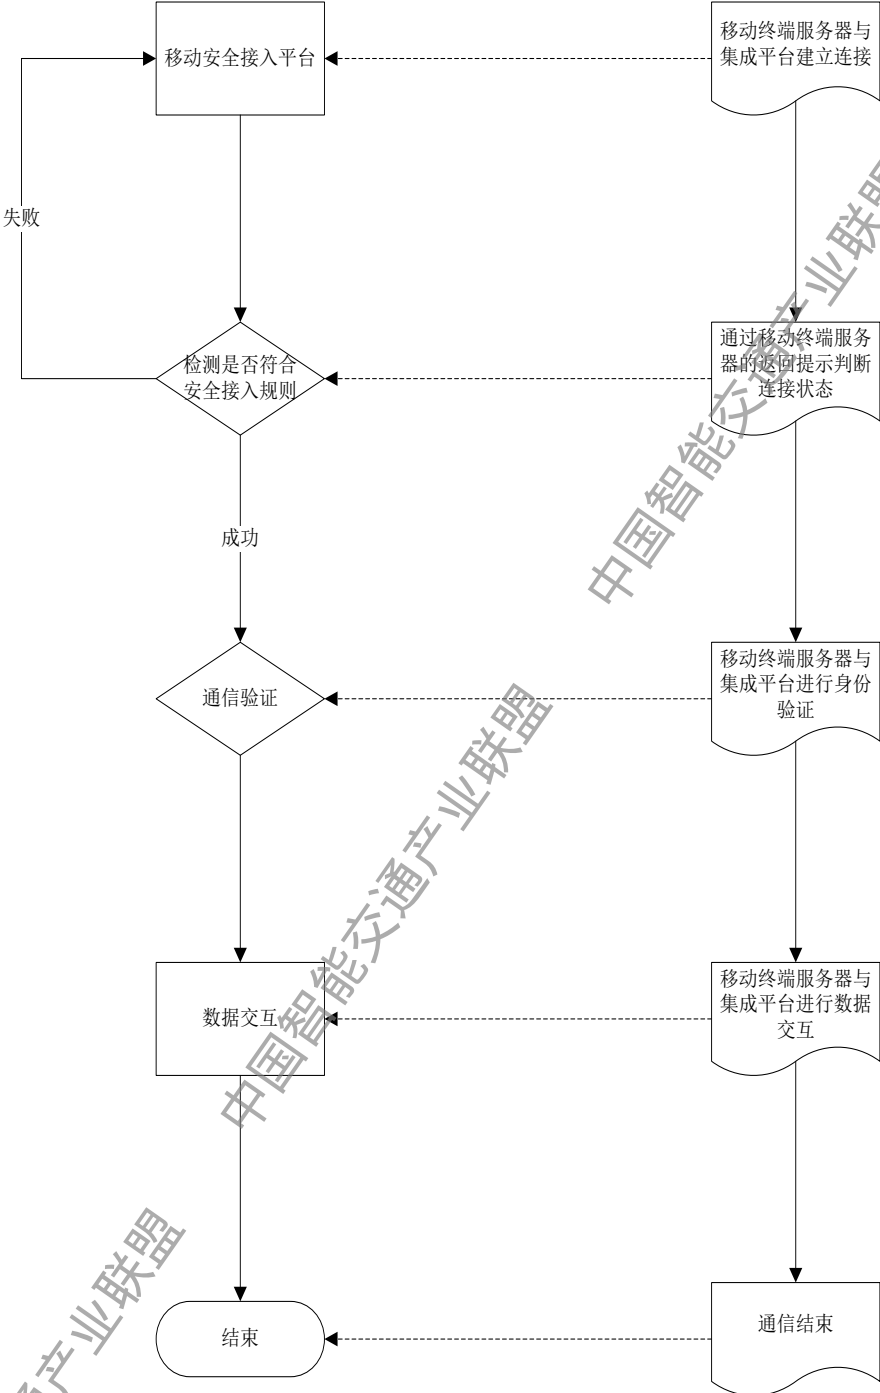 移动安全接入平台
移动终端服务器与
集成平台建立连接
失败
检测是否符合
安全接入规则
通过移动终端服务
器的返回提示判断
连接状态
成功
通信验证
移动终端服务器与
集成平台进行身份
验证
数据交互
移动终端服务器与
集成平台进行数据
交互
结束
通信结束
中国智能交通产业联盟
中国智能交通产业联盟
通产业联盟